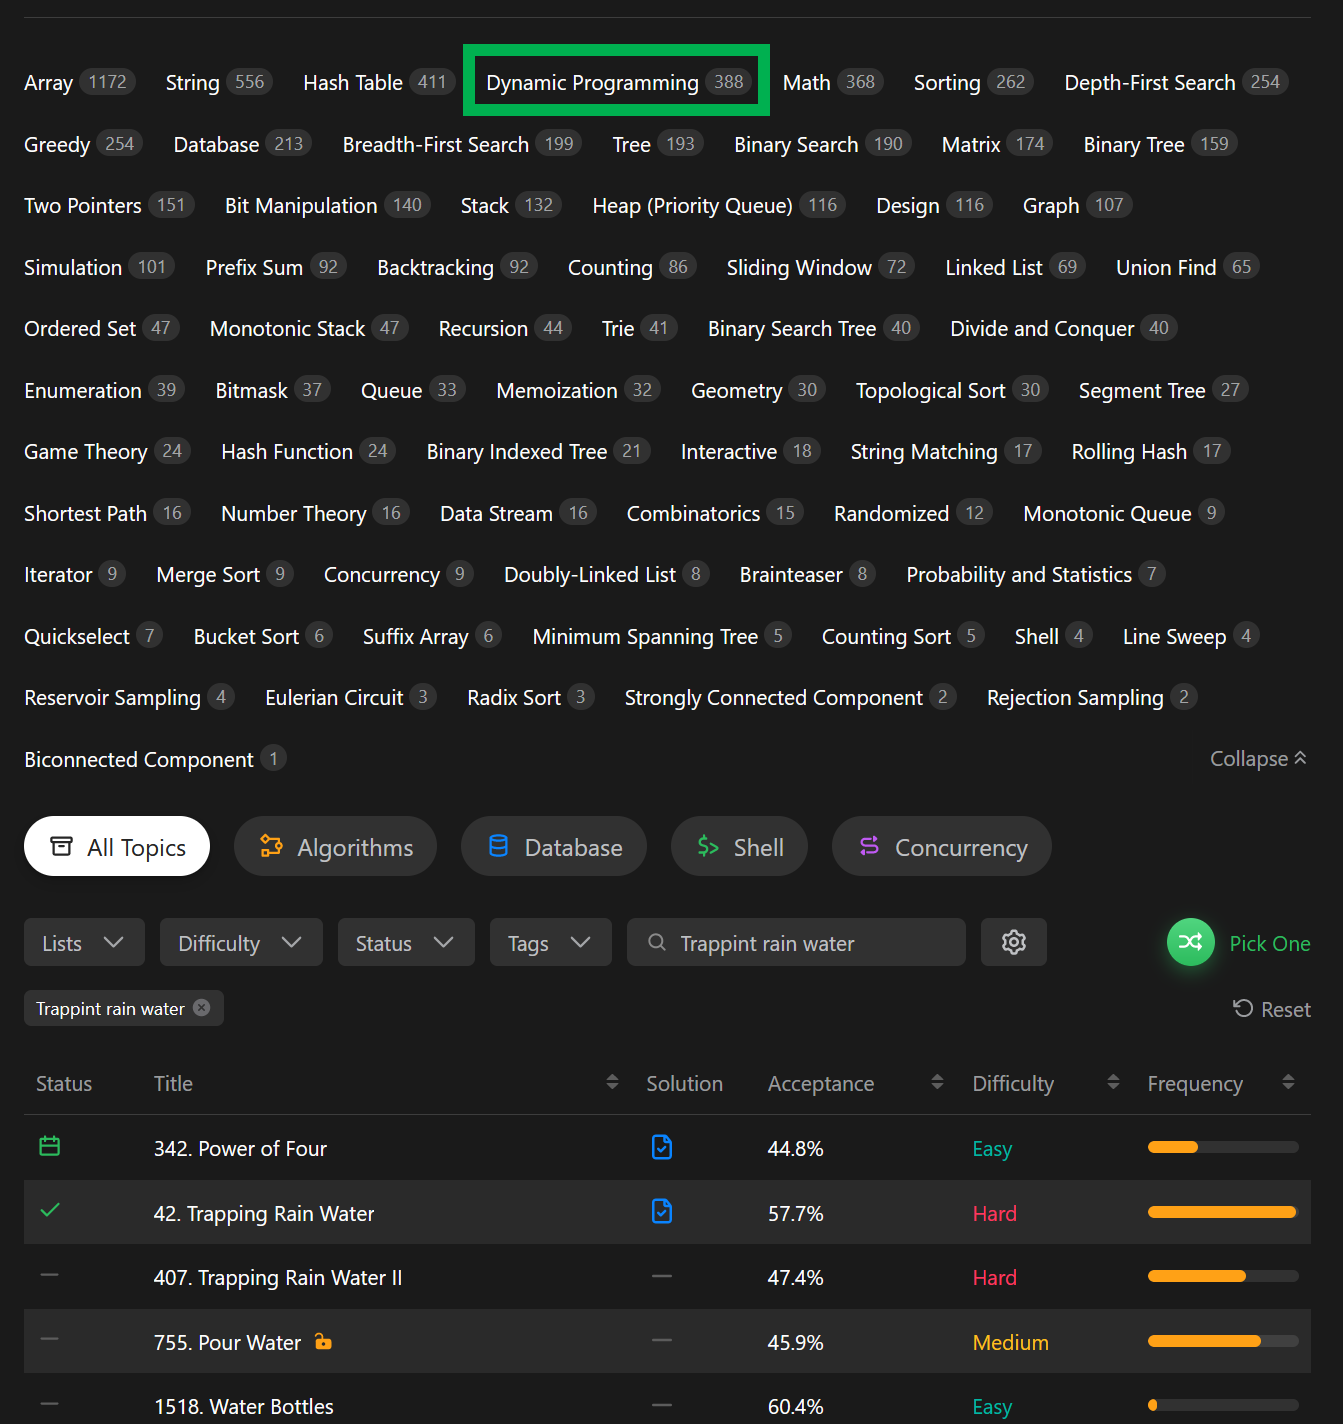 Array 1172 String 556 Hash Table 411 Dynamic Programming 388 Math 368 Sorting 262 Depth-First Search 254
Greedy 254 Database 213 Breadth-First Search 199 Tree 193 Binary Search 190 Matrix 174 Binary Tree 159
Two Pointers 151 Bit Manipulation 140 Stack 132 Heap (Priority Queue) 116 Design 116 Graph 107
Simulation 101 Prefix Sum 92 Backtracking 92 Counting 86 Sliding Window 72 Linked List 69 Union Find 65
Ordered Set 47 Monotonic Stack 47 Recursion 44 Trie 41 Binary Search Tree 40 Divide and Conquer 40
Enumeration 39 Bitmask 37 Queue 33 Memoization 32 Geometry 30 Topological Sort 30 Segment Tree 27
Game Theory 24 Hash Function 24 Binary Indexed Tree 21 Interactive 18 String Matching 17 Rolling Hash 17
Shortest Path 16 Number Theory 16 Data Stream 16 Combinatorics 15 Randomized 12 Monotonic Queue 9
Iterator 9 Merge Sort 9 Concurrency 9 Doubly-Linked List 8 Brainteaser 8 Probability and Statistics 7
Quickselect 7 Bucket Sort 6 Suffix Array 6 Minimum Spanning Tree 5 Counting Sort 5 Shell 4 Line Sweep 4
Reservoir Sampling 4 Eulerian Circuit 3 Radix Sort 3 Strongly Connected Component 2 Rejection Sampling 2
Biconnected Component 1 Collapse
All Topics Algorithms Database Shell Concurrency
Lists Difficulty Status Tags Trappint rain water Pick One
Trappint rain water Reset
Status Title Solution Acceptance Difficulty Frequency
342. Power of Four 44.8% Easy
42. Trapping Rain Water 57.7% Hard
407. Trapping Rain Water II 47.4% Hard
755. Pour Water 45.9% Medium
1518. Water Bottles 60.4% Easy